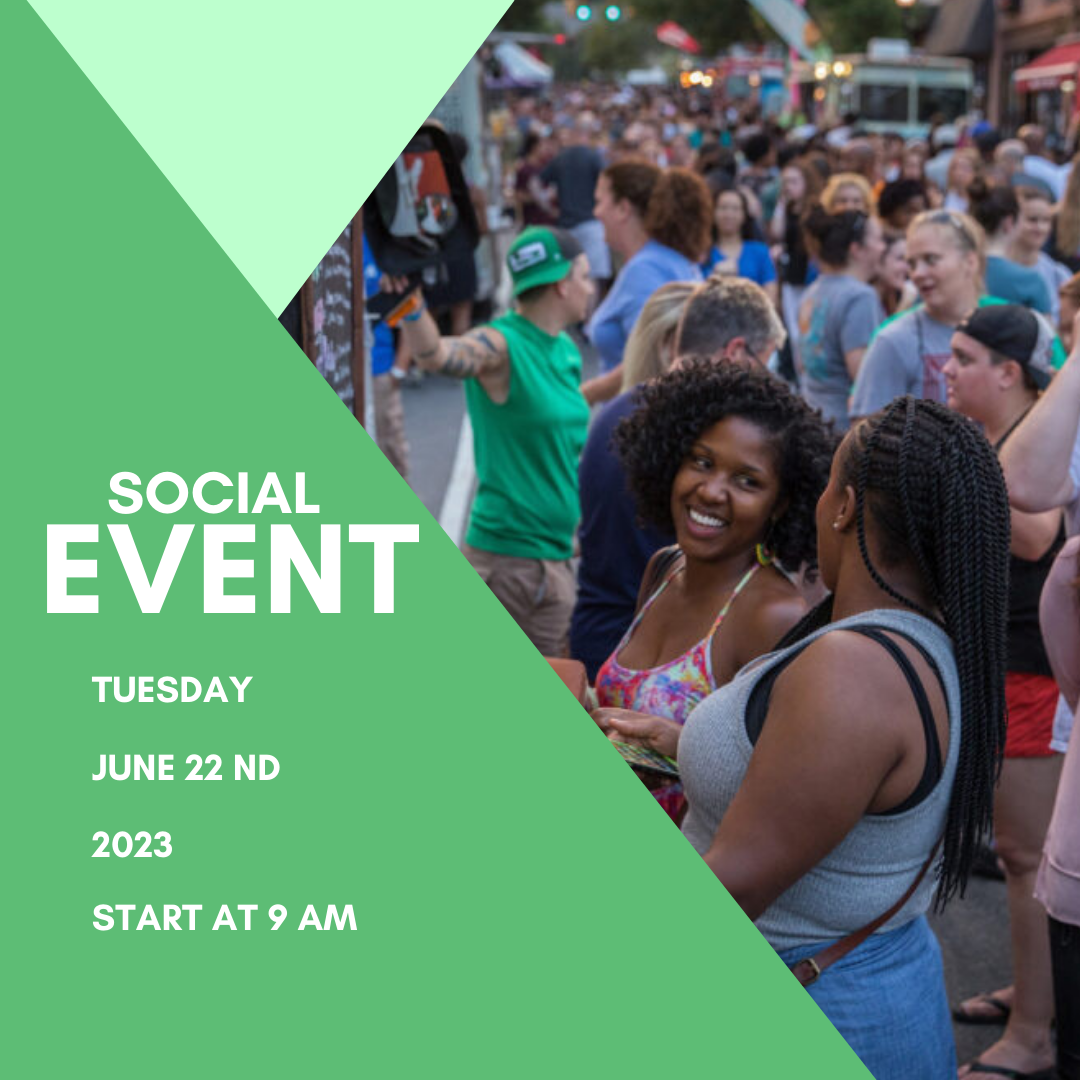 SOCIAL
EVENT
TUESDAY
JUNE 22 ND
2023
START AT 9 AM